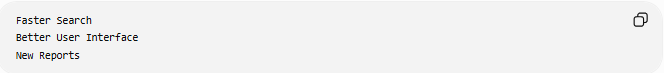 Faster Search
Better User Interface
New Reports